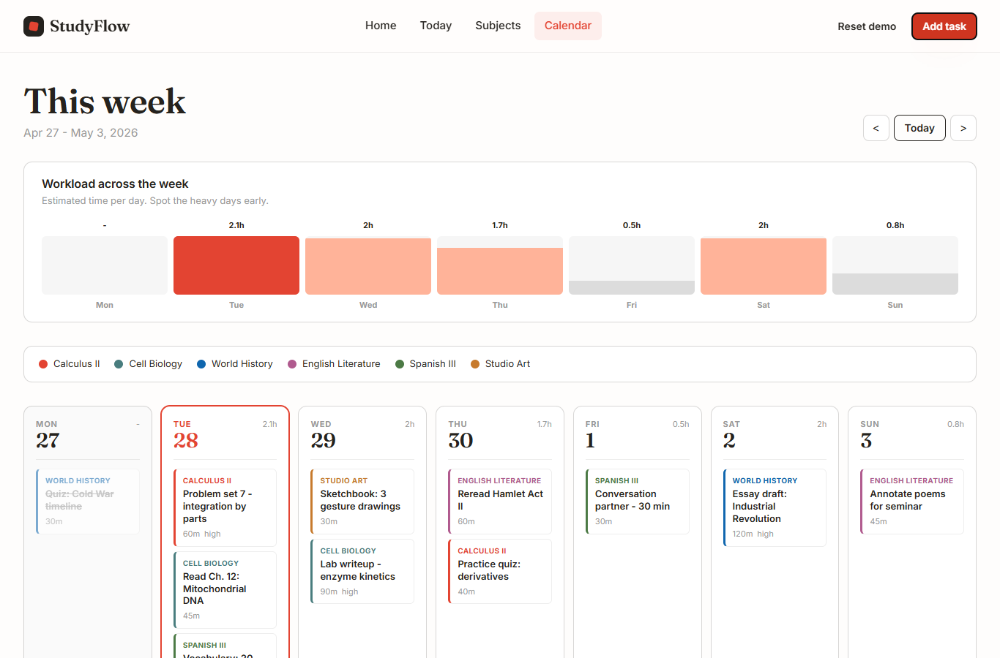 StudyFlow
Home
Today
Subjects
Calendar
Reset demo
Add task
This week
Apr 27 - May 3, 2026
<
Today
>
Workload across the week
Estimated time per day. Spot the heavy days early.
-
2.1h
2h
1.7h
0.5h
2h
0.8h
Mon
Tue
Wed
Thu
Fri
Sat
Sun
Calculus II
Cell Biology
World History
English Literature
Spanish III
Studio Art
MON
-
27
WORLD HISTORY
Quiz: Cold War
timeline
30m
TUE
2.1h
28
CALCULUS II
Problem set 7 -
integration by
parts
60m high
CELL BIOLOGY
Read Ch. 12:
Mitochondrial
DNA
45m
SPANISH III
Vocabulary: 20
WED
2h
29
STUDIO ART
Sketchbook: 3
gesture drawings
30m
CELL BIOLOGY
Lab writeup -
enzyme kinetics
90m high
THU
1.7h
30
ENGLISH LITERATURE
Reread Hamlet Act
II
60m
CALCULUS II
Practice quiz:
derivatives
40m
FRI
0.5h
1
SPANISH III
Conversation
partner - 30 min
30m
SAT
2h
2
WORLD HISTORY
Essay draft:
Industrial
Revolution
120m high
SUN
0.8h
3
ENGLISH LITERATURE
Annotate poems
for seminar
45m